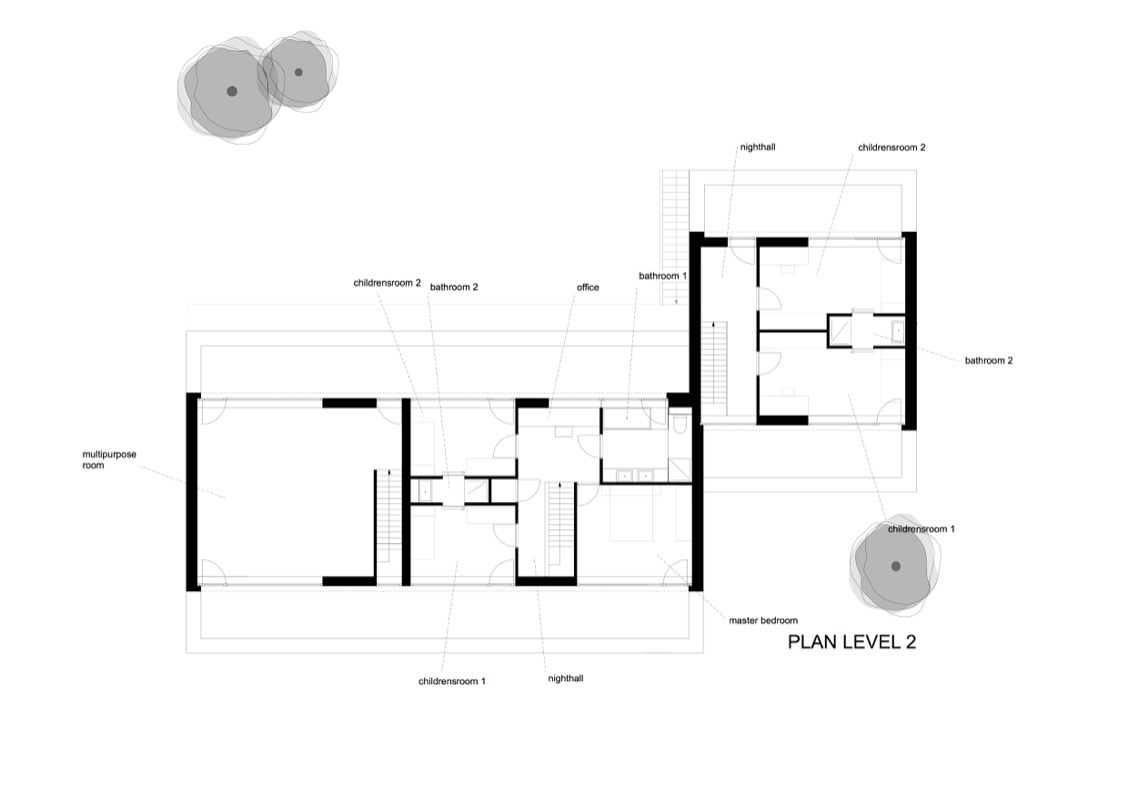 nighthall
childrensroom 2
bathroom 1
childrensroom 2
bathroom 2
office
bathroom 2
multipurpose
room
childrensroom 1
master bedroom
PLAN LEVEL 2
childrensroom 1
nighthall